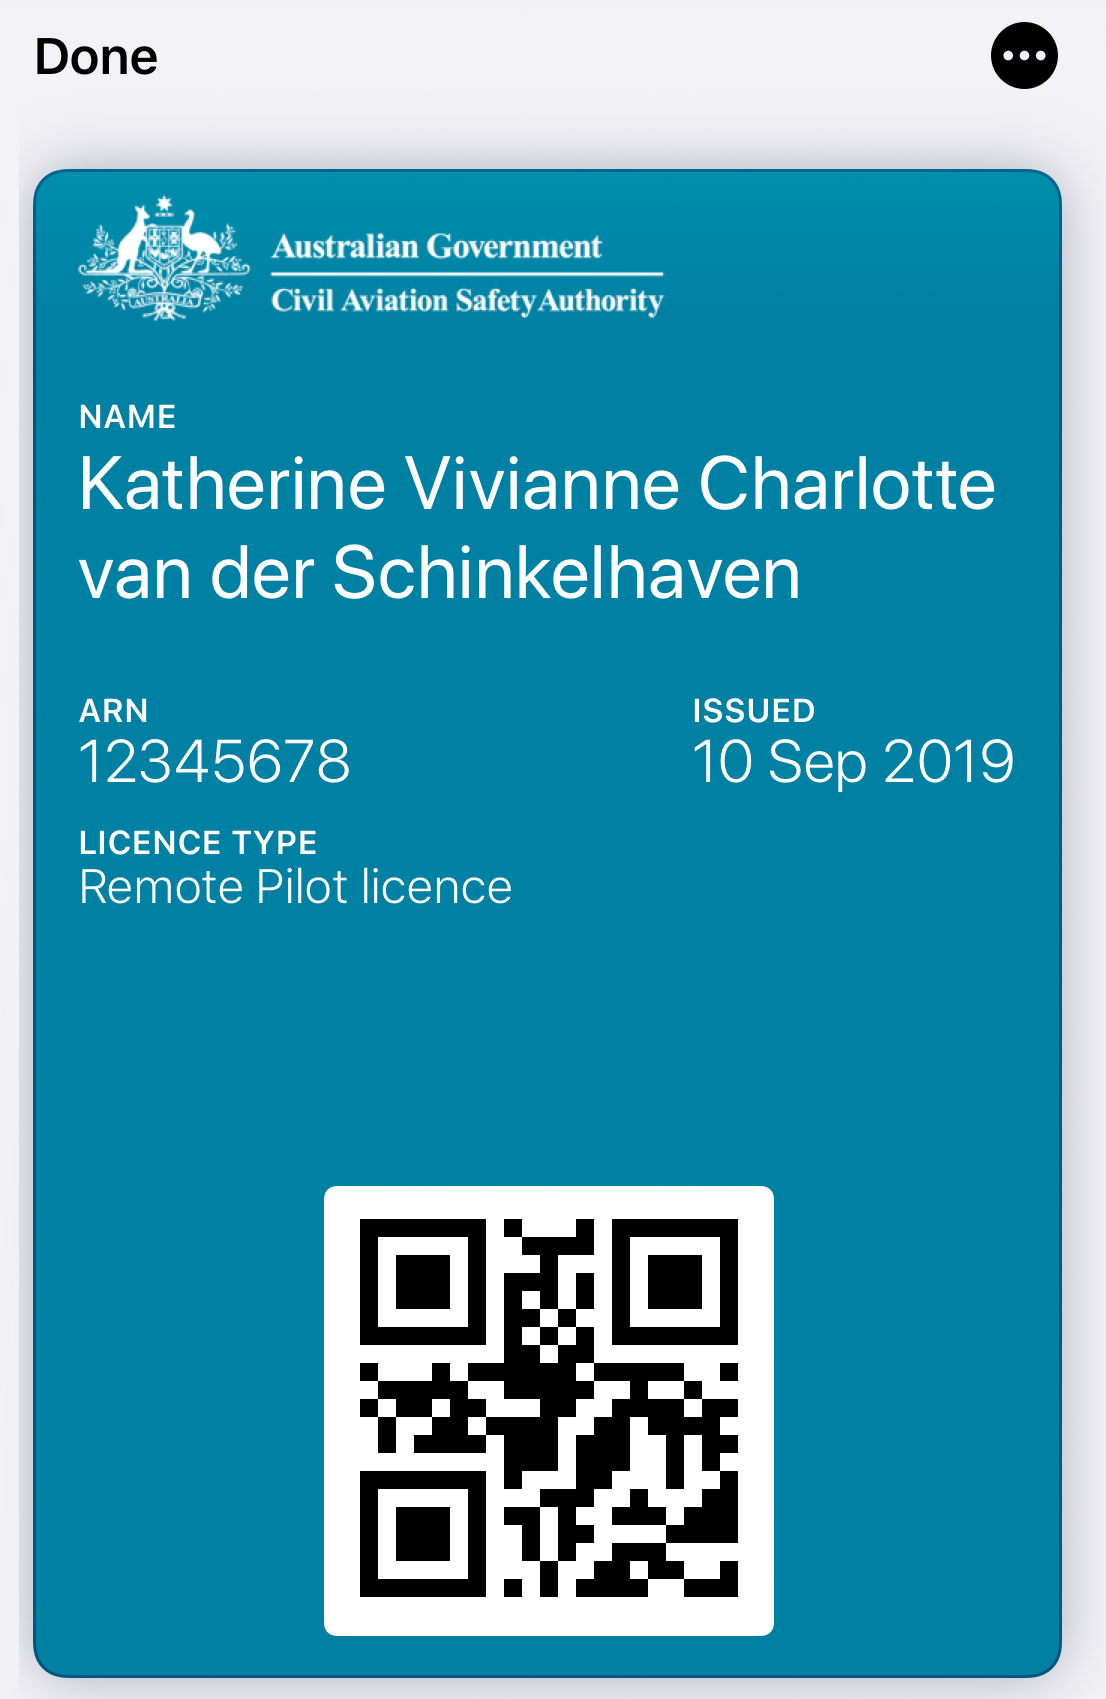 Done
Australian Government
Civil Aviation Safety Authority
AUSTRALIA
NAME
Katherine Vivianne Charlotte
van der Schinkelhaven
ARN
ISSUED
12345678
10 Sep 2019
LICENCE TYPE
Remote Pilot licence